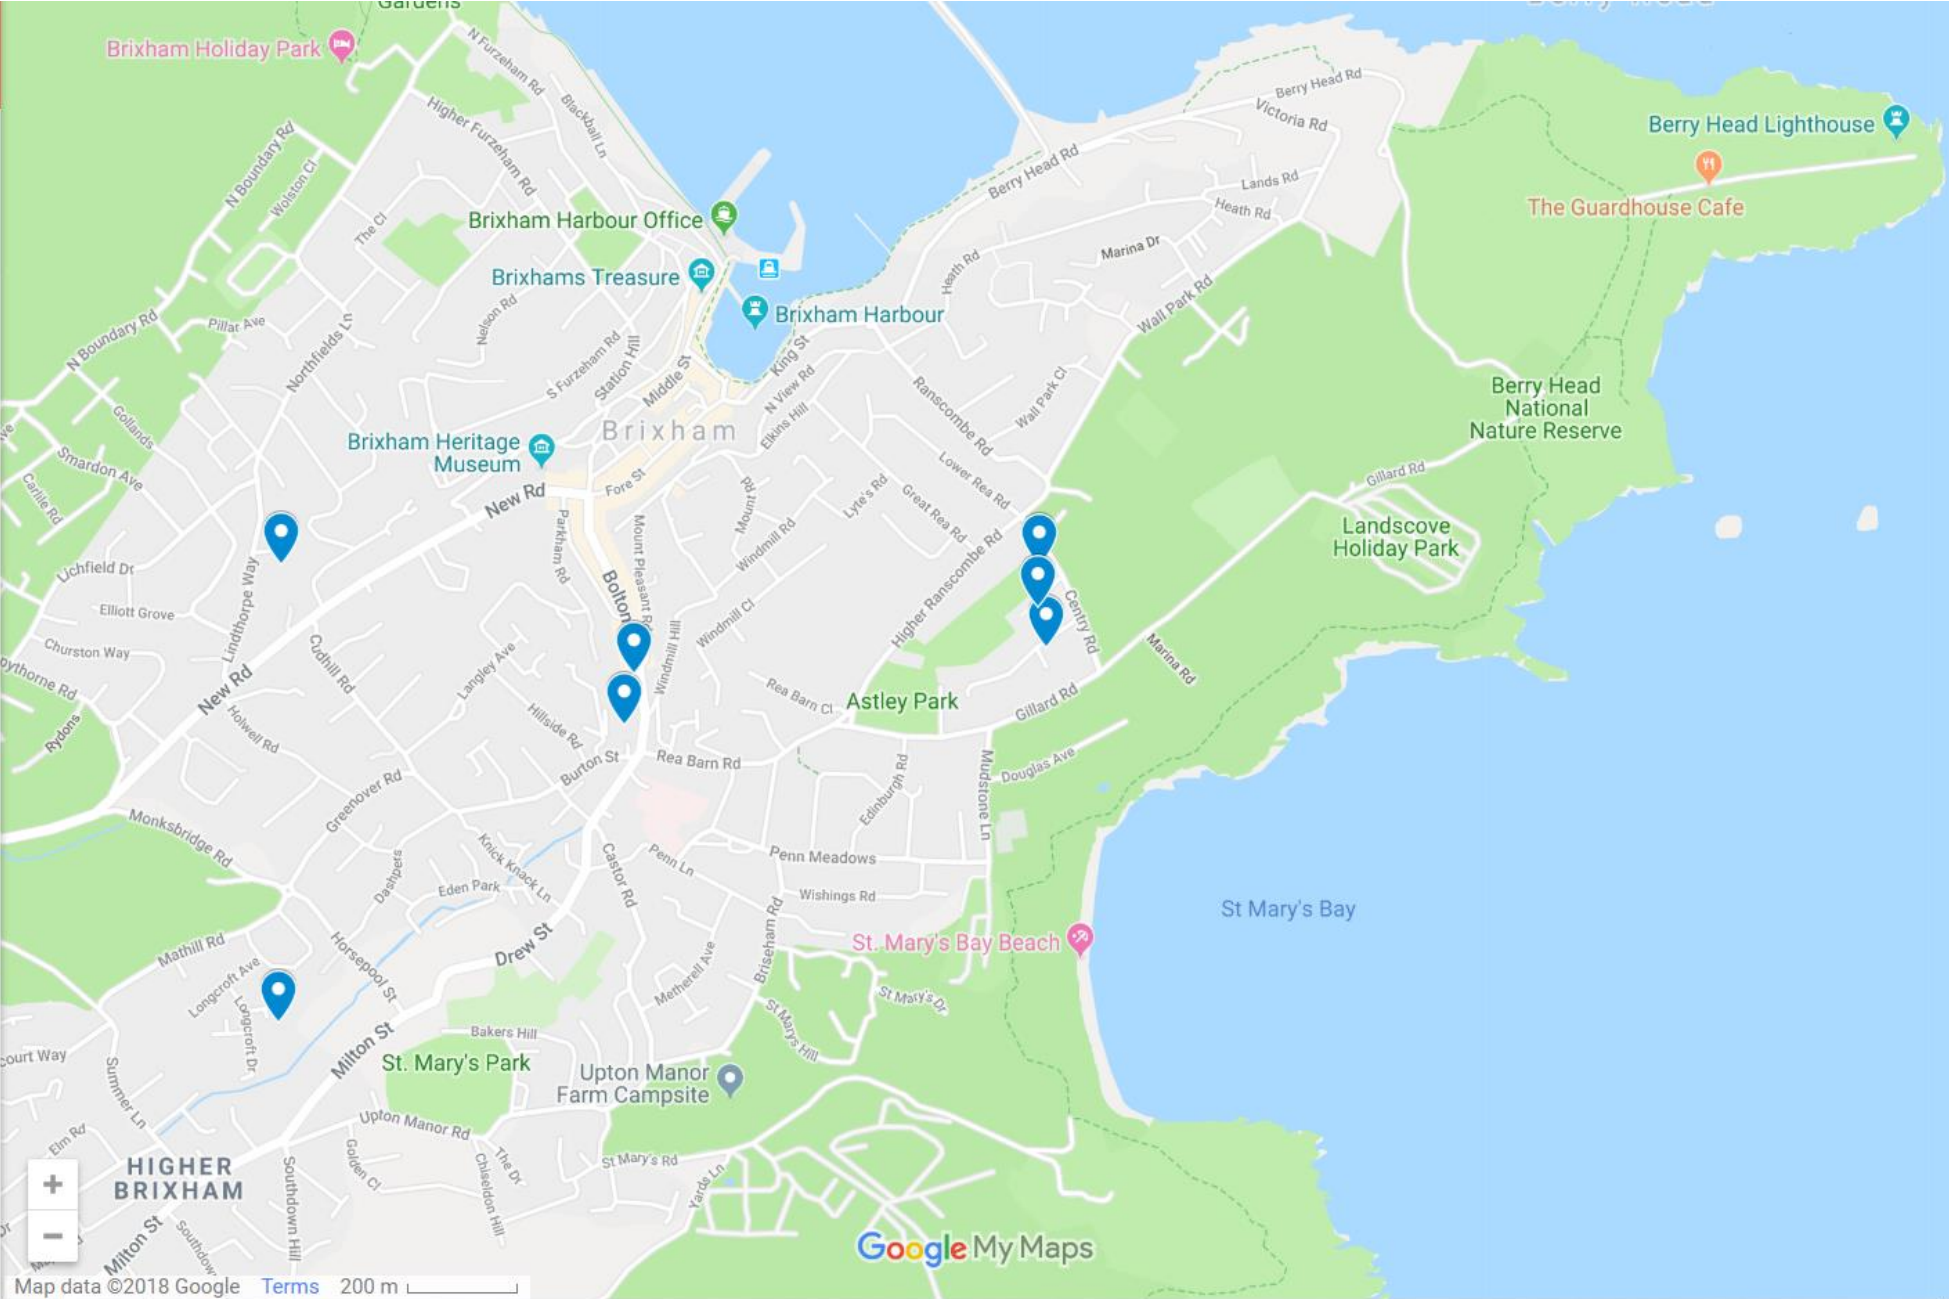 Gardens
Brixham Holiday Park
N Furzeham Rd
Blackball Ln
Higher Furzeham Rd
Berry Head Rd
Victoria Rd
Berry Head Lighthouse
The Guardhouse Cafe
N Boundary Rd
Wolston Cl
The Cl
Berry Head Rd
Lands Rd
Heath Rd
Marina Dr
Brixham Harbour Office
Brixhams Treasure
Brixham Harbour
Heath Rd
Wall Park Rd
N Boundary Rd
Pillar Ave
Northfields Ln
Nelson Rd
S Furzeham Rd
Station Hill
Middle St
King St
N View Rd
Elkins Hill
Ranscombe Rd
Wall Park Cl
Berry Head
National
Nature Reserve
Gollands
Smardon Ave
Carlile Rd
Brixham Heritage
Museum
Brixham
New Rd
Fore St
Mount Rd
Lyte's Rd
Lower Rea Rd
Great Rea Rd
Gillard Rd
Landscove
Holiday Park
Parkham Rd
Mount Pleasant Rd
Windmill Rd
Higher Ranscombe Rd
Lichfield Dr
Elliott Grove
Lindthorpe Way
Churston Way
Bolton
Windmill Cl
Windmill Hill
Centry Rd
Marina Rd
New Rd
Cudhill Rd
Langley Ave
Rydons
Holwell Rd
Hillside Rd
Burton St
Rea Barn Rd
Rea Barn Cl
Astley Park
Gillard Rd
Douglas Ave
Mudstone Ln
Edinburgh Rd
Greenover Rd
Monksbridge Rd
Knick Knack Ln
Dashpers
Eden Park
Castor Rd
Penn Ln
Penn Meadows
Wishings Rd
St Mary's Bay
St. Mary's Bay Beach
Mathill Rd
Longcroft Ave
Longcroft Dr
Horsepool St
Drew St
Briseham Rd
Metherell Ave
St Mary's Dr
St Mary's Hill
Milton St
Bakers Hill
St. Mary's Park
Upton Manor
Farm Campsite
court Way
Summer Ln
Elm Rd
Upton Manor Rd
Golden Cl
The Dr
Chiseldon Hill
St Mary's Rd
Yards Ln
HIGHER
BRIXHAM
Southdown Hill
Milton St
+
−
Google My Maps
Map data ©2018 Google Terms 200 m